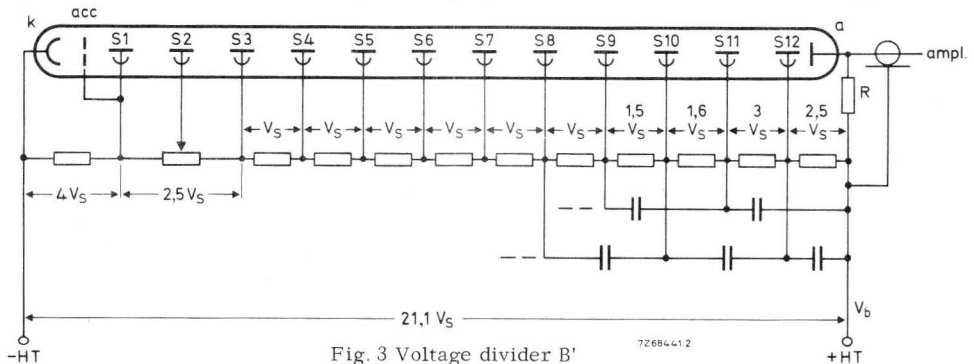 k acc S1 S2 S3 S4 S5 S6 S7 S8 S9 S10 S11 S12 a
ampl.
R
1,5 1,6 3 2,5
V_S V_S V_S V_S V_S V_S V_S V_S V_S V_S
4 V_S 2,5 V_S
21,1 V_S
V_b
-HT +HT
7Z68441.2
Fig. 3 Voltage divider B'